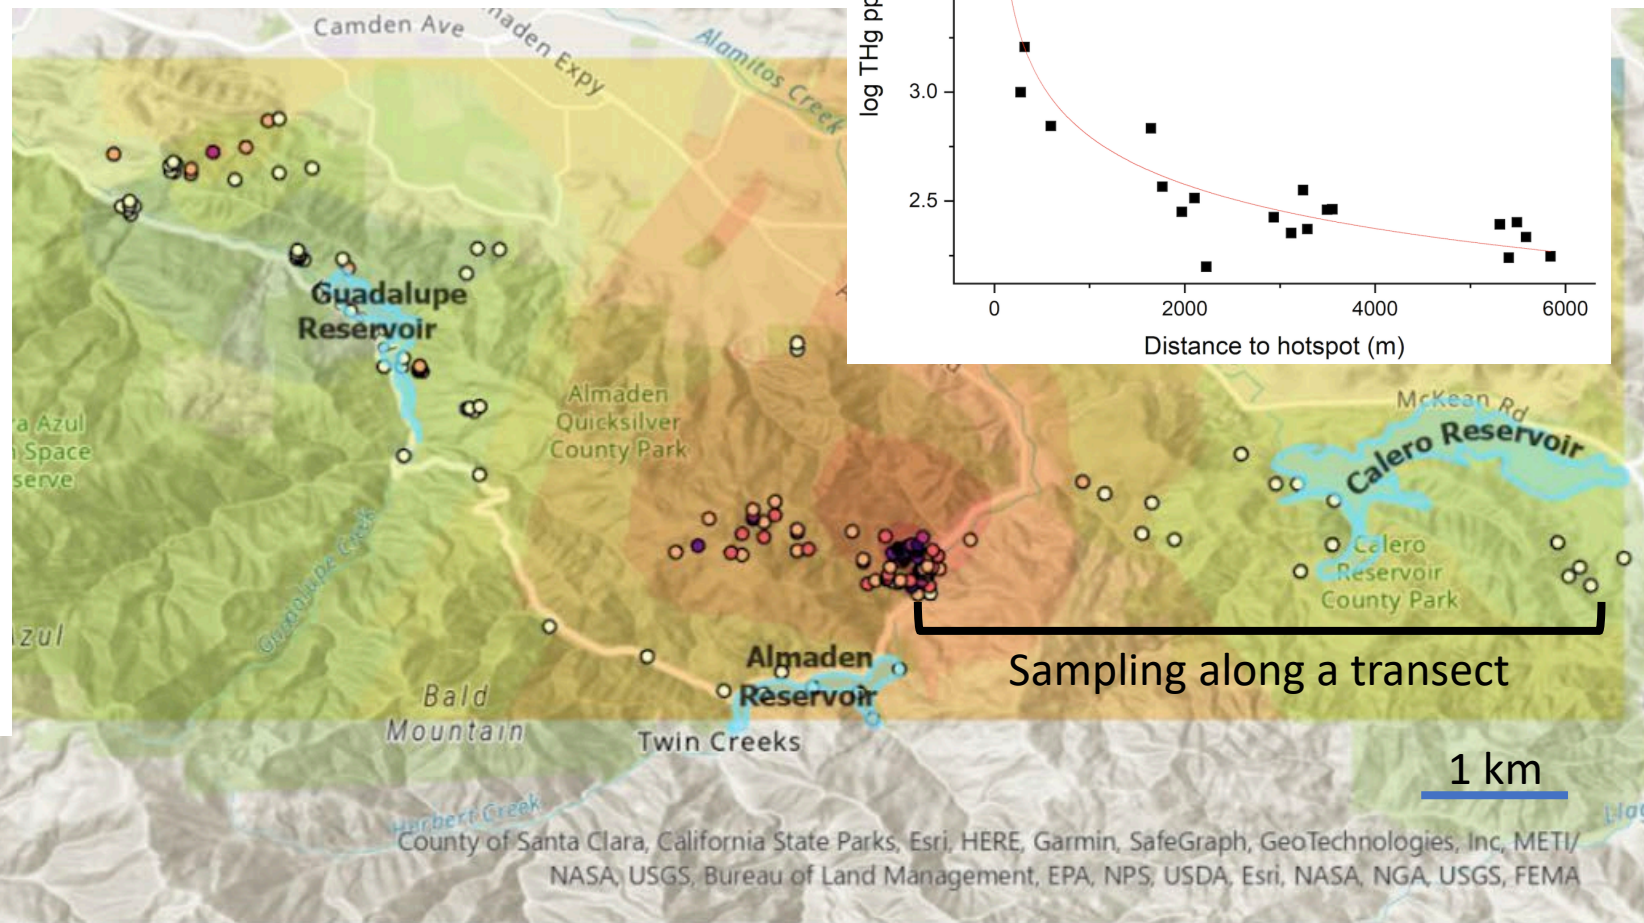 Camden Ave
maden Expy
Alamitos Creek
log THg pp
3.0
2.5
0
2000
4000
6000
Distance to hotspot (m)
Guadalupe
Reservoir
Almaden
Quicksilver
County Park
McKean Rd
Calero Reservoir
ra Azul
Space
serve
Guadalupe Creek
Calero
Reservoir
County Park
zul
Sampling along a transect
Almaden
Reservoir
Bald
Mountain
Twin Creeks
1 km
Herbert Creek
Lla
County of Santa Clara, California State Parks, Esri, HERE, Garmin, SafeGraph, GeoTechnologies, Inc, METI/
NASA, USGS, Bureau of Land Management, EPA, NPS, USDA, Esri, NASA, NGA, USGS, FEMA